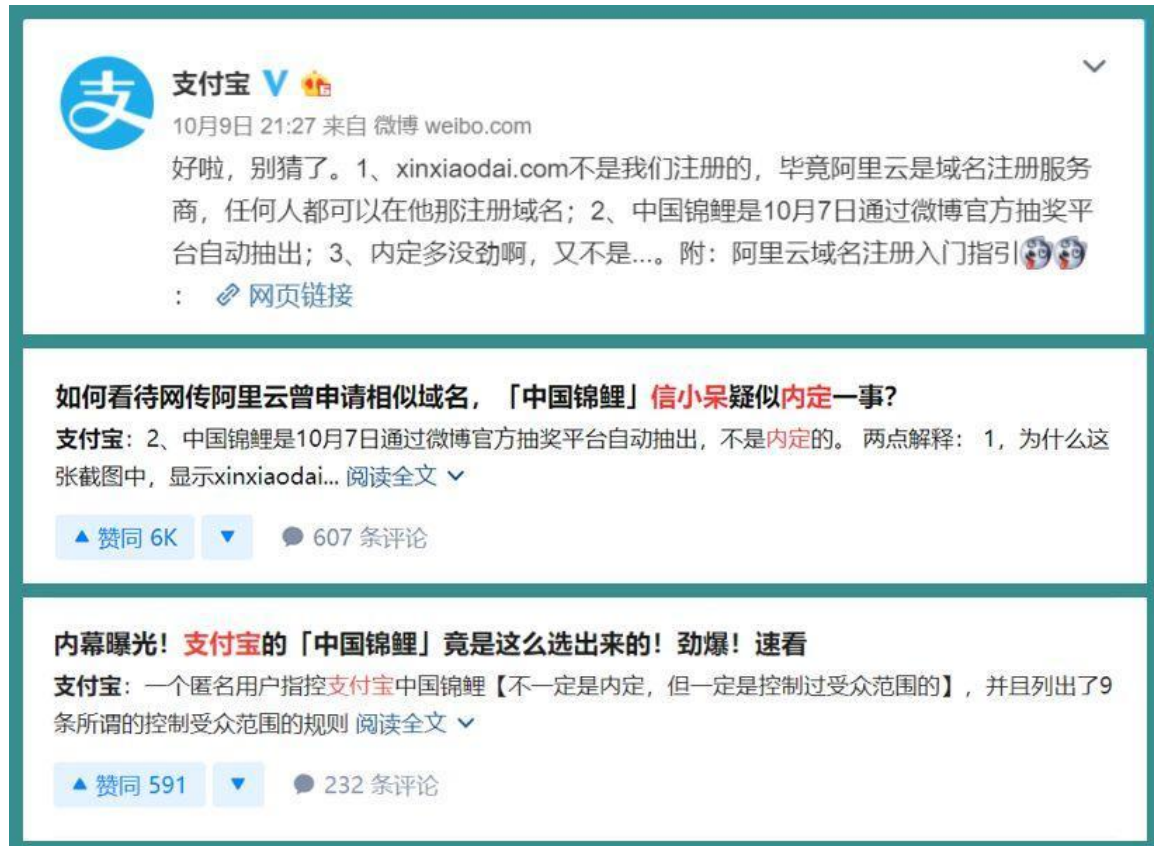 支
支付宝 V
10月9日 21:27 来自 微博 weibo.com
好啦，别猜了。1、xinxiaodai.com不是我们注册的，毕竟阿里云是域名注册服务
商，任何人都可以在他那注册域名；2、中国锦鲤是10月7日通过微博官方抽奖平
台自动抽出；3、内定多没劲啊，又不是...。附：阿里云域名注册入门指引
： 网页链接
如何看待网传阿里云曾申请相似域名，「中国锦鲤」信小呆疑似内定一事？
支付宝：2、中国锦鲤是10月7日通过微博官方抽奖平台自动抽出，不是内定的。 两点解释： 1，为什么这
张截图中，显示xinxiaodai... 阅读全文
赞同 6K 607 条评论
内幕曝光！支付宝的「中国锦鲤」竟是这么选出来的！劲爆！速看
支付宝：一个匿名用户指控支付宝中国锦鲤【不一定是内定，但一定是控制过受众范围的】，并且列出了9
条所谓的控制受众范围的规则 阅读全文
赞同 591 232 条评论